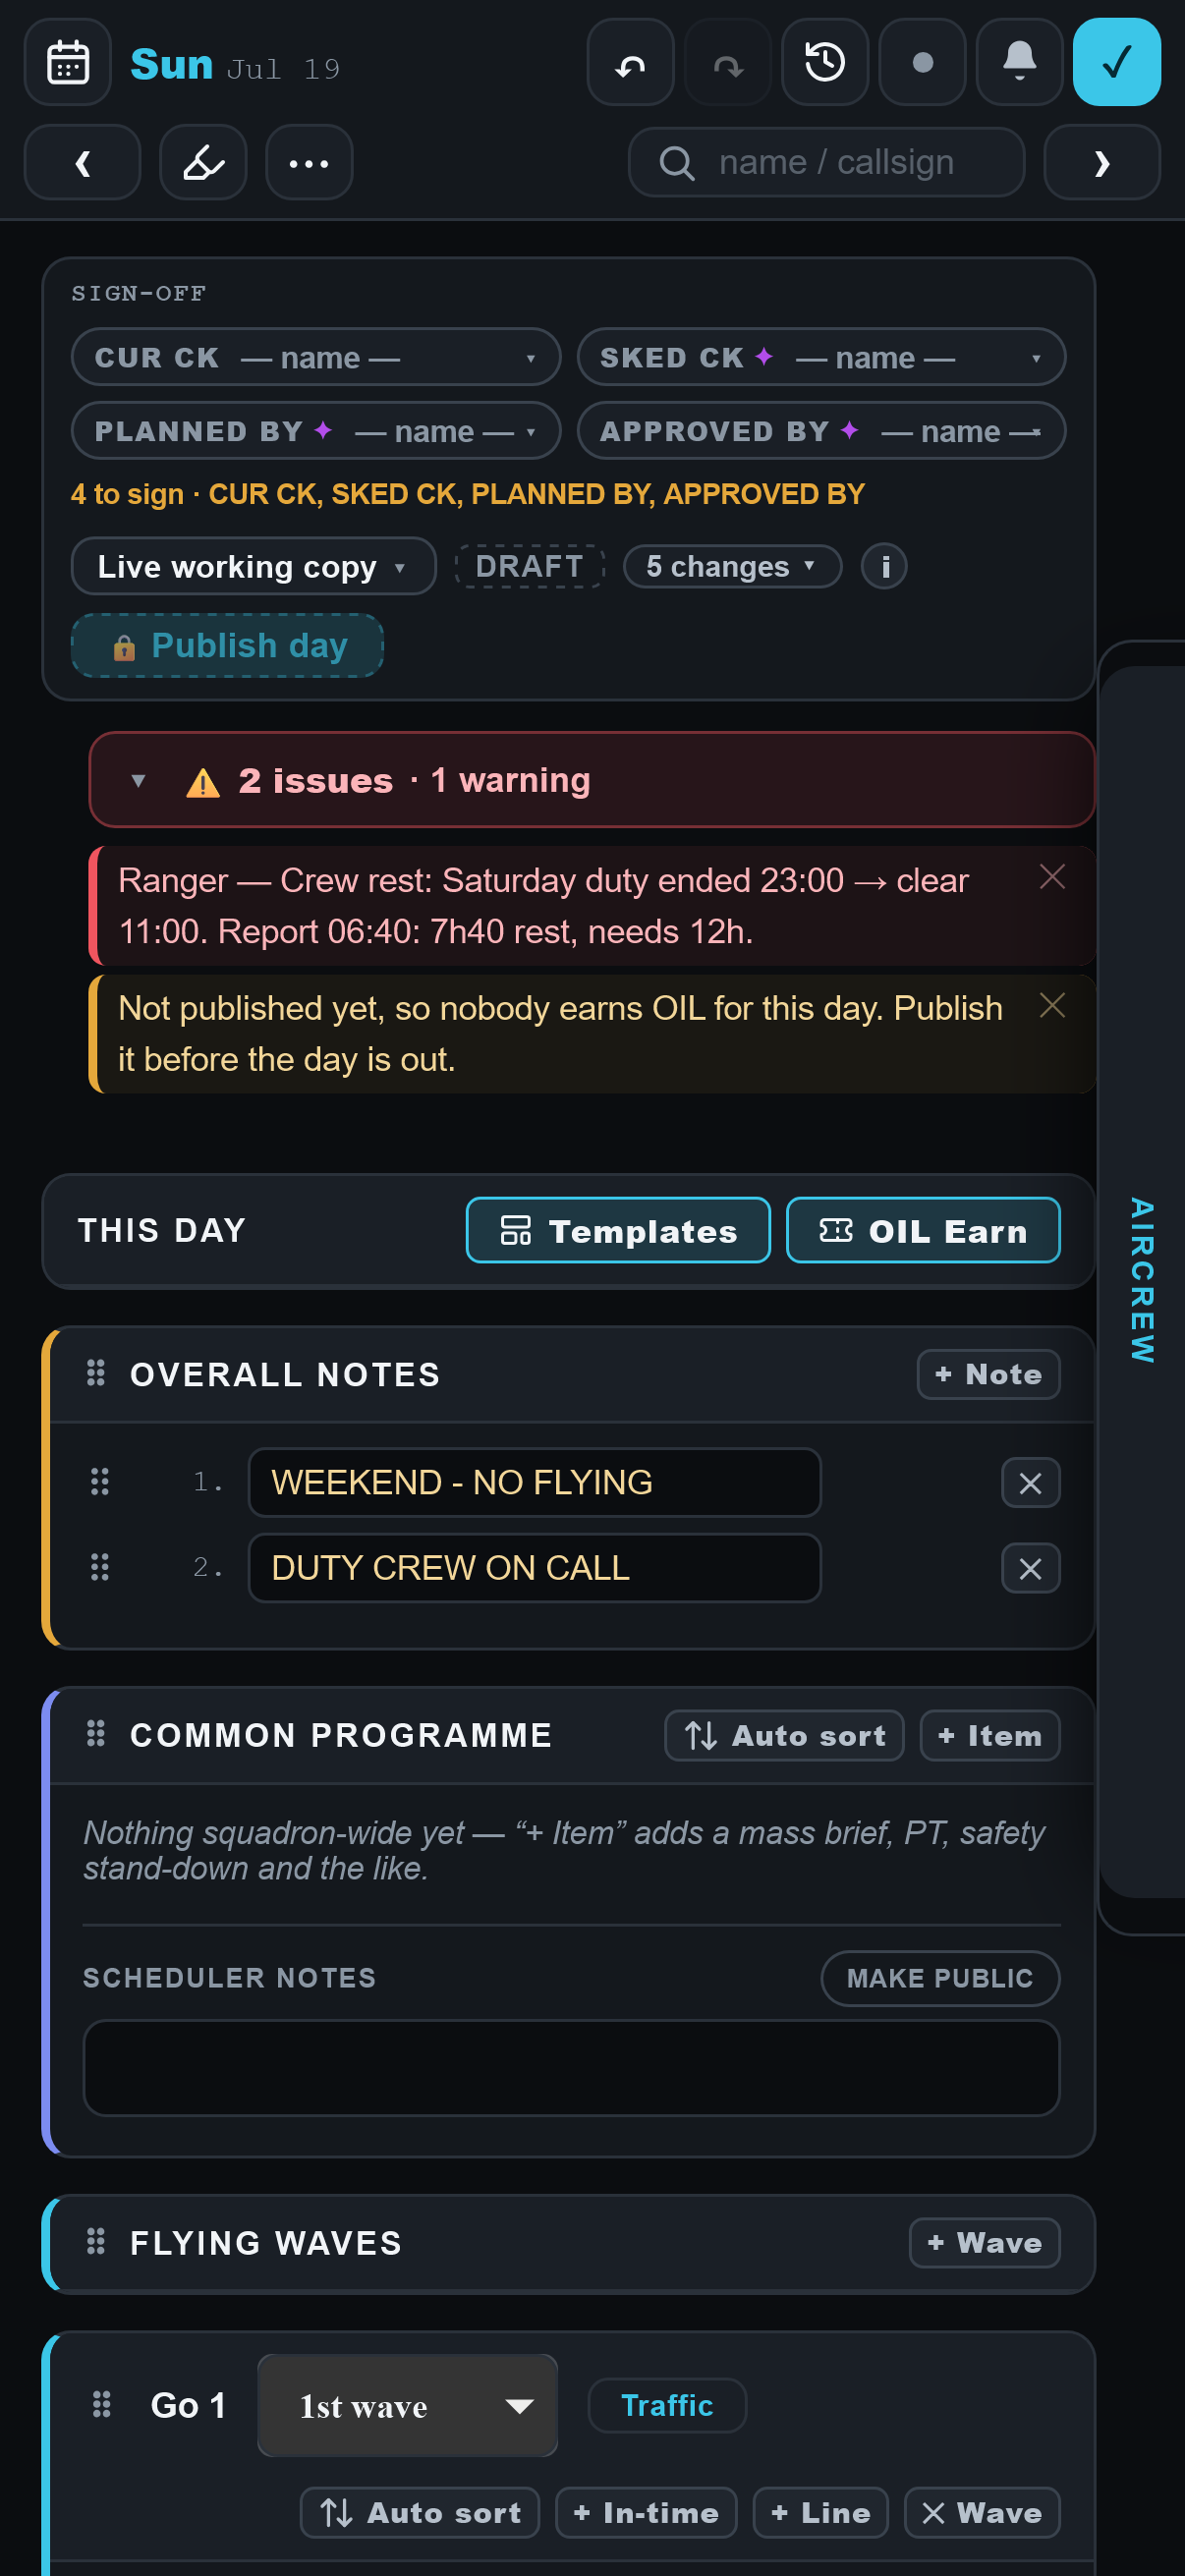 Sun Jul 19
name / callsign
SIGN-OFF
CUR CK — name —
SKED CK ✦ — name —
PLANNED BY ✦ — name —
APPROVED BY ✦ — name —
4 to sign · CUR CK, SKED CK, PLANNED BY, APPROVED BY
Live working copy
DRAFT
5 changes
i
Publish day
2 issues · 1 warning
Ranger — Crew rest: Saturday duty ended 23:00 → clear
11:00. Report 06:40: 7h40 rest, needs 12h.
Not published yet, so nobody earns OIL for this day. Publish
it before the day is out.
AIRCREW
THIS DAY
Templates
OIL Earn
OVERALL NOTES
+ Note
1. WEEKEND - NO FLYING
2. DUTY CREW ON CALL
COMMON PROGRAMME
Auto sort
+ Item
Nothing squadron-wide yet — “+ Item” adds a mass brief, PT, safety
stand-down and the like.
SCHEDULER NOTES
MAKE PUBLIC
FLYING WAVES
+ Wave
Go 1
1st wave
Traffic
Auto sort
+ In-time
+ Line
× Wave